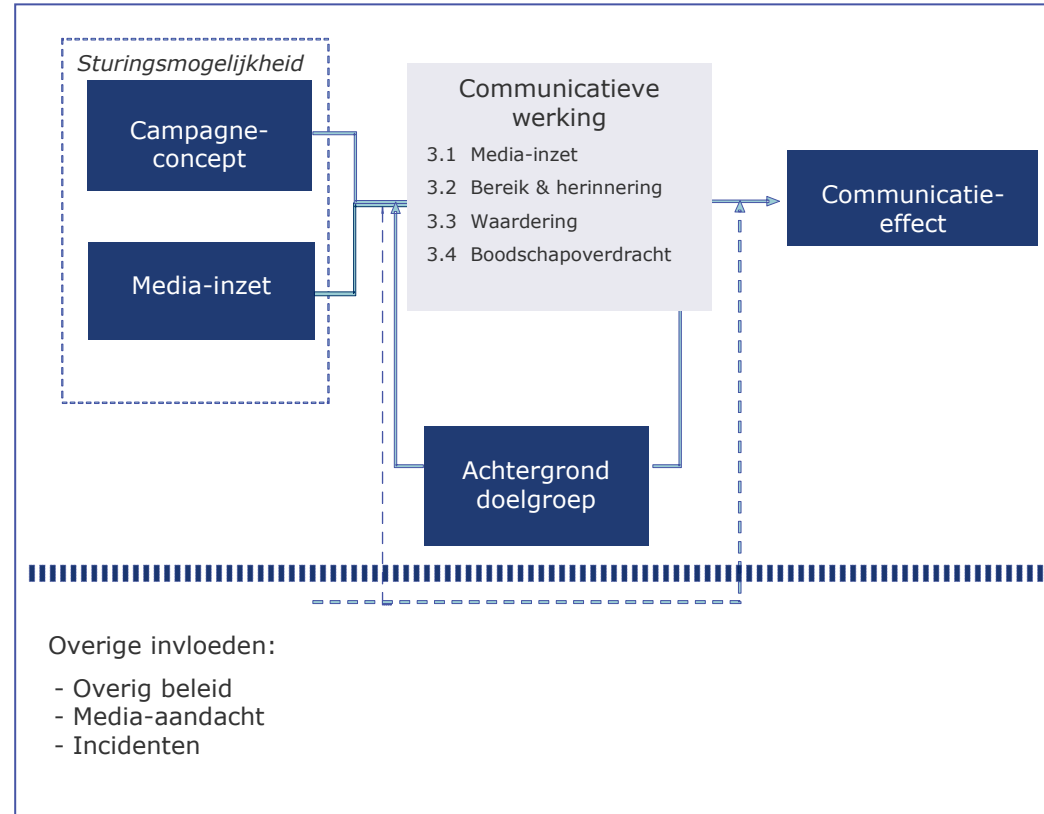 Sturingsmogelijkheid
Campagne-
concept
Media-inzet
Communicatieve
werking
3.1 Media-inzet
3.2 Bereik & herinnering
3.3 Waardering
3.4 Boodschapoverdracht
Communicatie-
effect
Achtergrond
doelgroep
Overige invloeden:
- Overig beleid
- Media-aandacht
- Incidenten